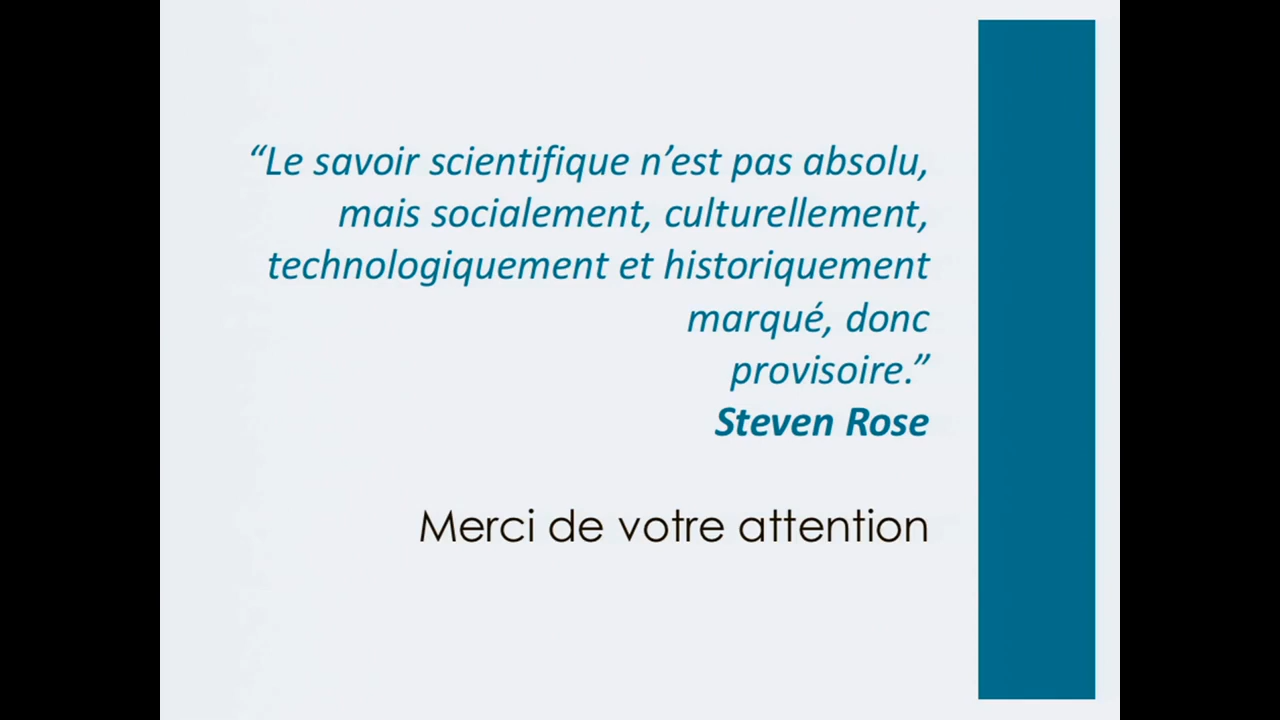 “Le savoir scientifique n’est pas absolu,
mais socialement, culturellement,
technologiquement et historiquement
marqué, donc
provisoire.”
Steven Rose
Merci de votre attention